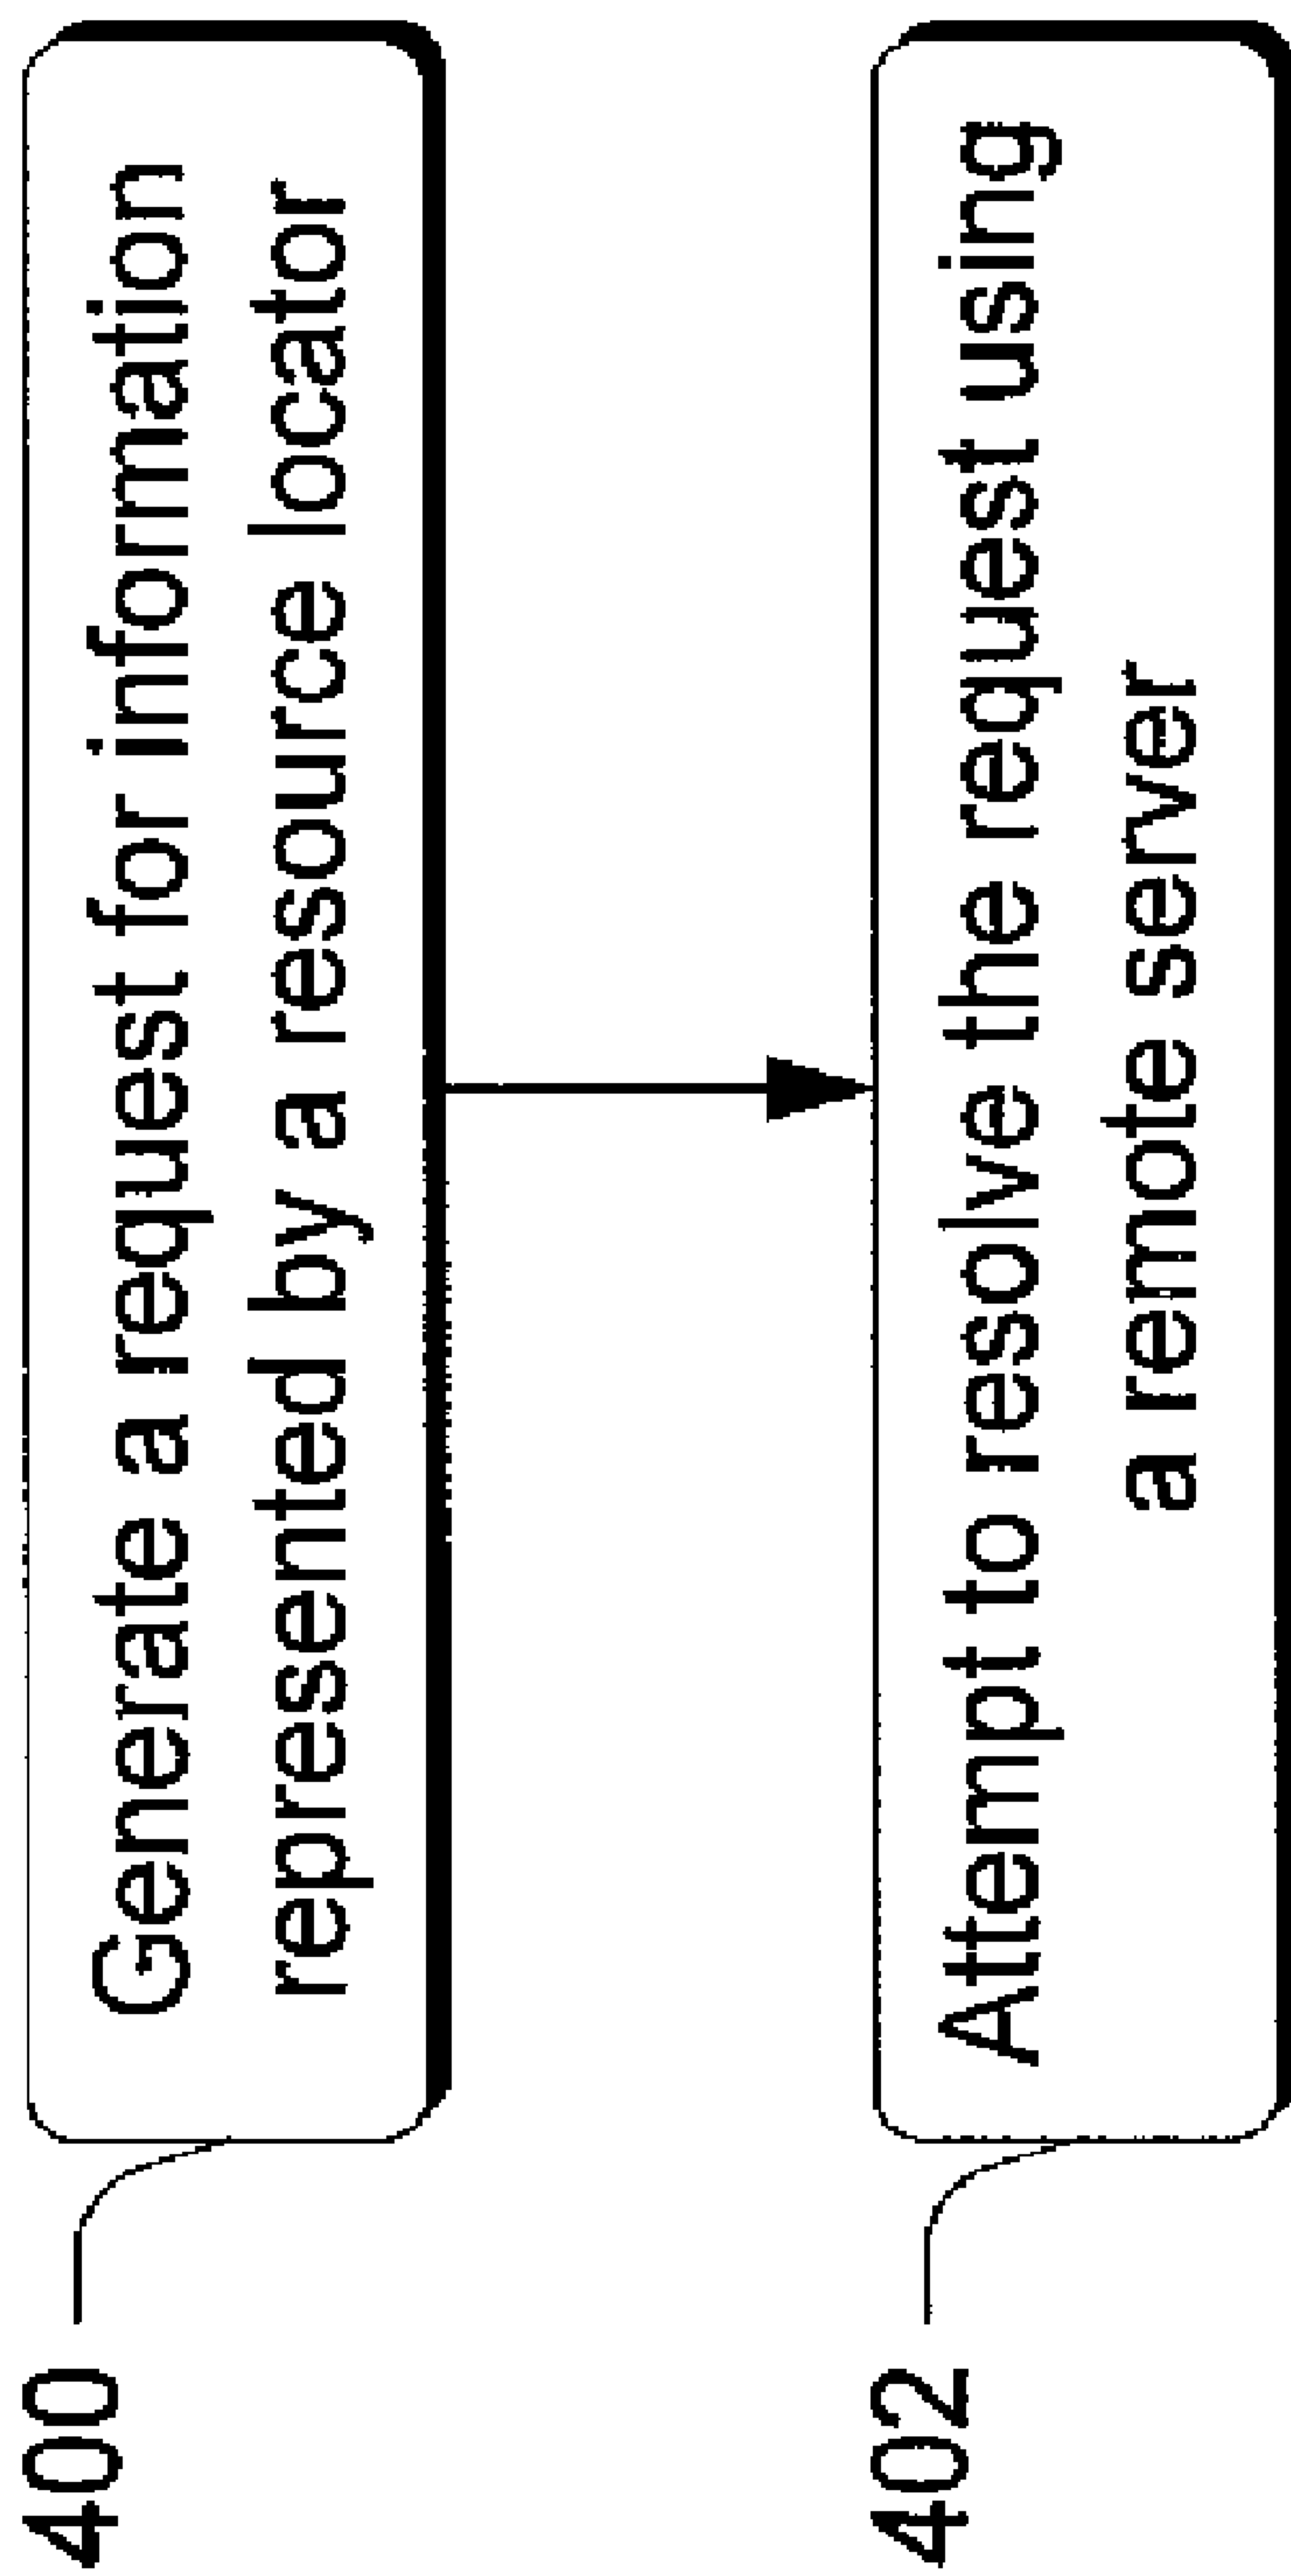 400
Generate a request for information
represented by a resource locator
402
Attempt to resolve the request using
a remote server